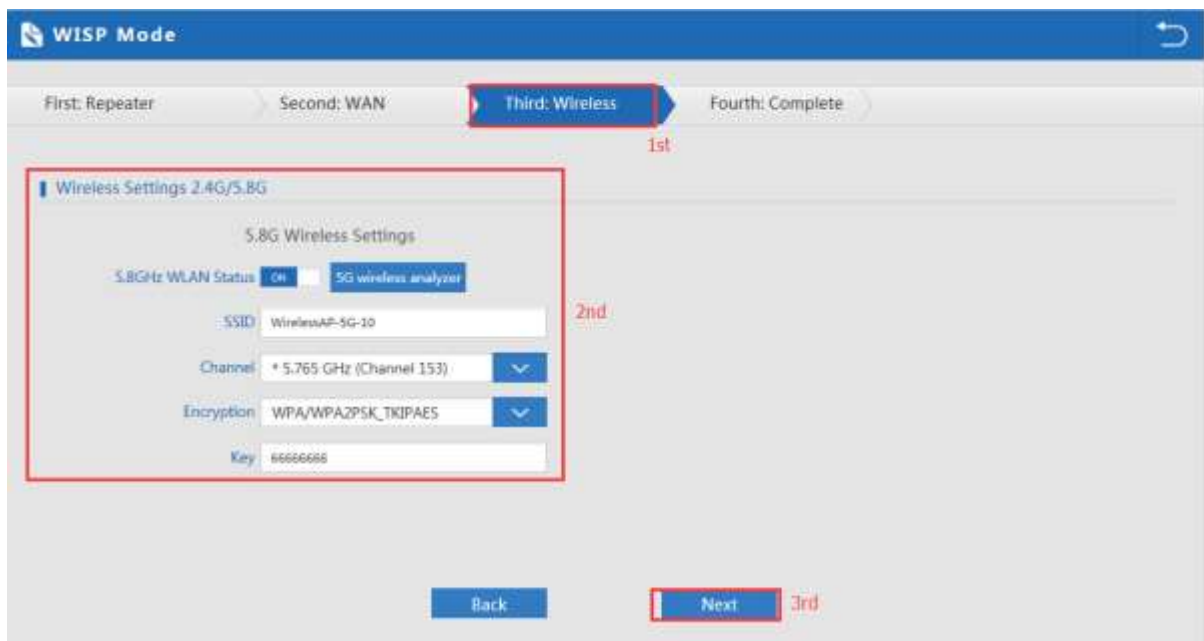 WISP Mode
First: Repeater Second: WAN Third: Wireless Fourth: Complete
1st
Wireless Settings 2.4G/5.8G
5.8G Wireless Settings
5.8GHz WLAN Status ON 5G wireless analyzer
SSID WirelessAP-5G-10
2nd
Channel * 5.765 GHz (Channel 153)
Encryption WPA/WPA2PSK_TKIPAES
Key 66666666
Back Next 3rd